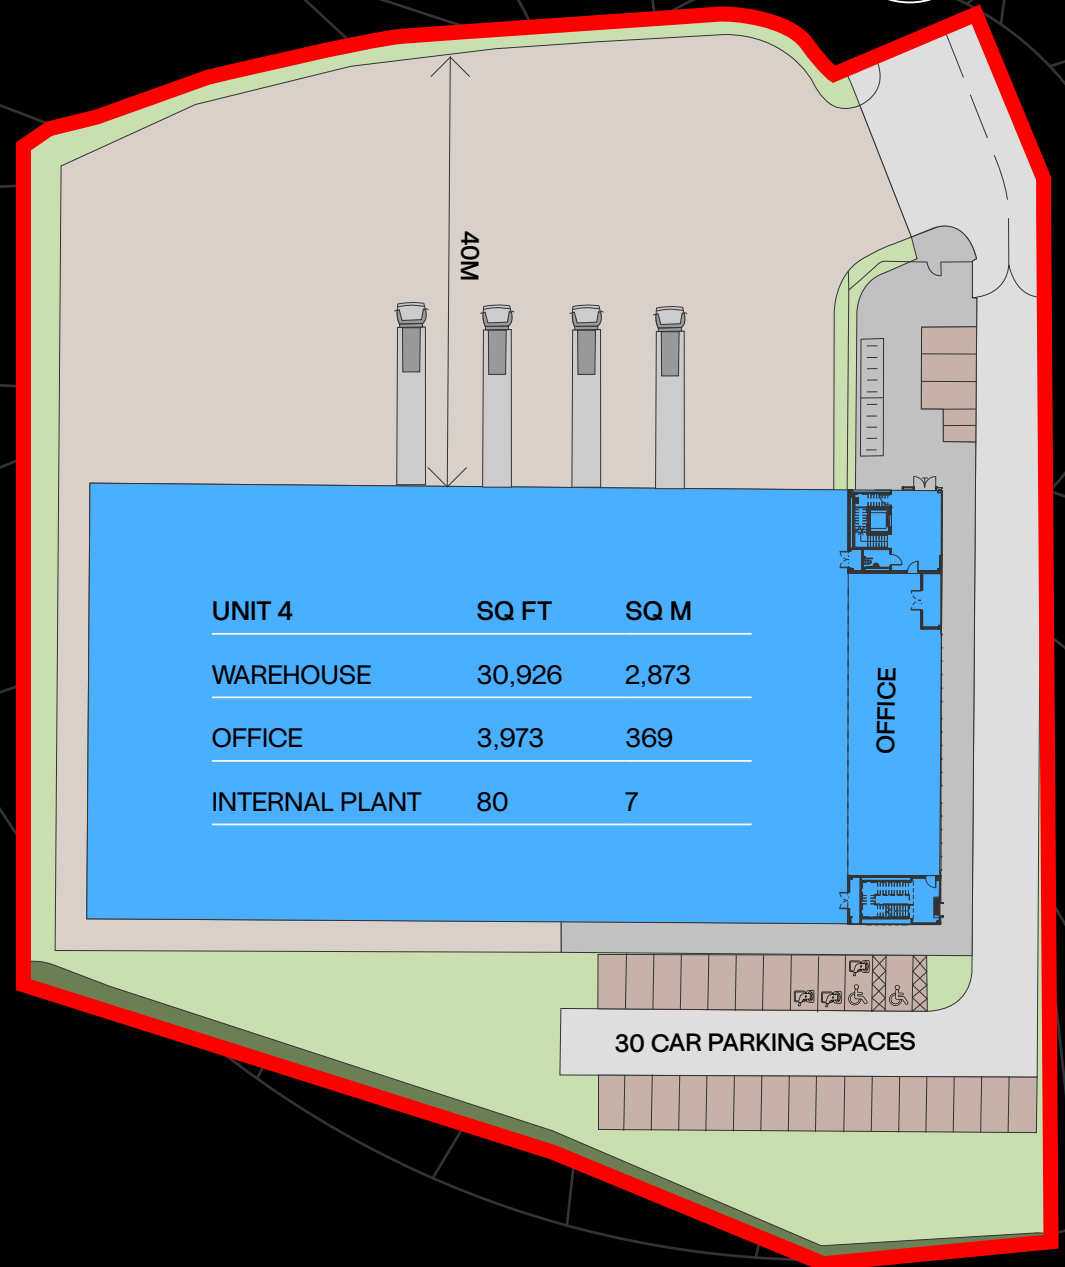 40M
UNIT 4 SQ FT SQ M
WAREHOUSE 30,926 2,873
OFFICE 3,973 369
INTERNAL PLANT 80 7
OFFICE
30 CAR PARKING SPACES